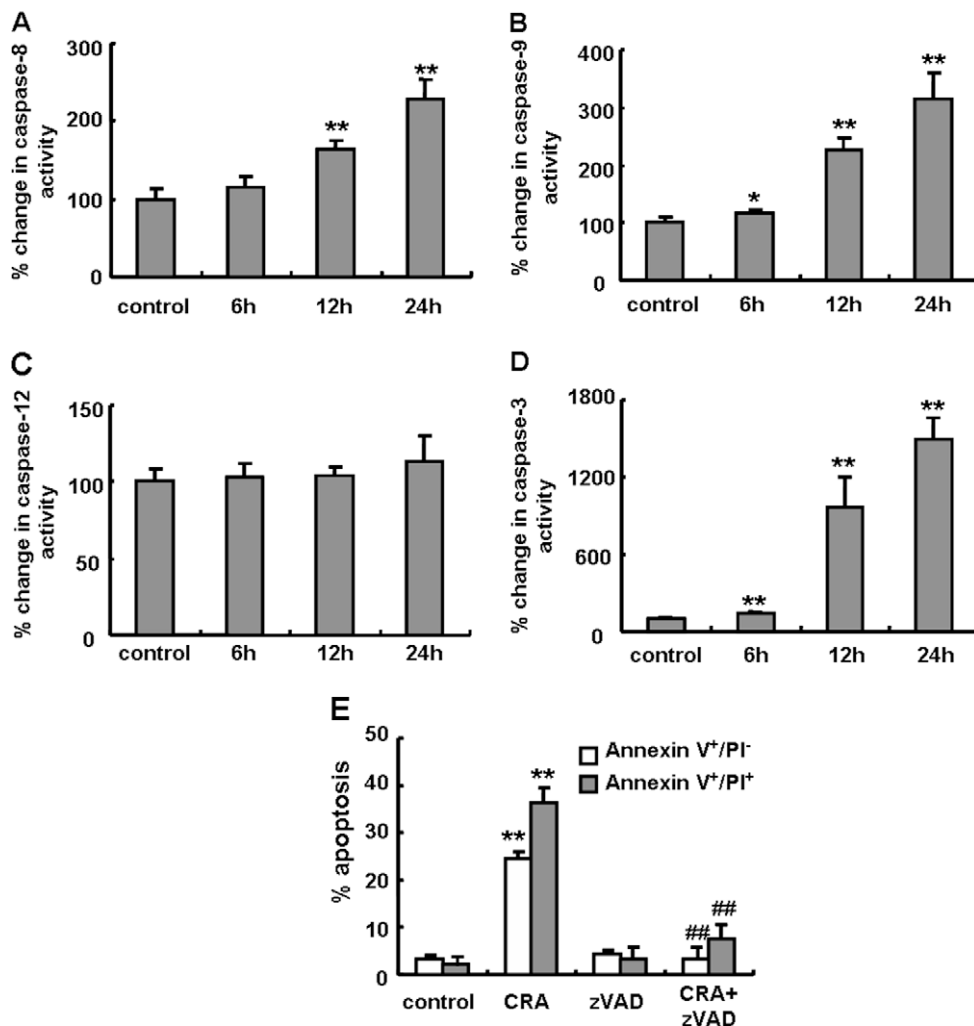 A
% change in caspase-8
activity
300
200
100
0
**
**
control 6h 12h 24h
B
% change in caspase-9
activity
400
300
200
100
0
*
**
**
control 6h 12h 24h
C
% change in caspase-12
activity
150
100
50
0
control 6h 12h 24h
D
% change in caspase-3
activity
1800
1200
600
0
**
**
**
control 6h 12h 24h
E
% apoptosis
50
40
30
20
10
0
Annexin V⁺/PI⁻
Annexin V⁺/PI⁺
**
**
##
##
control CRA zVAD CRA+
zVAD